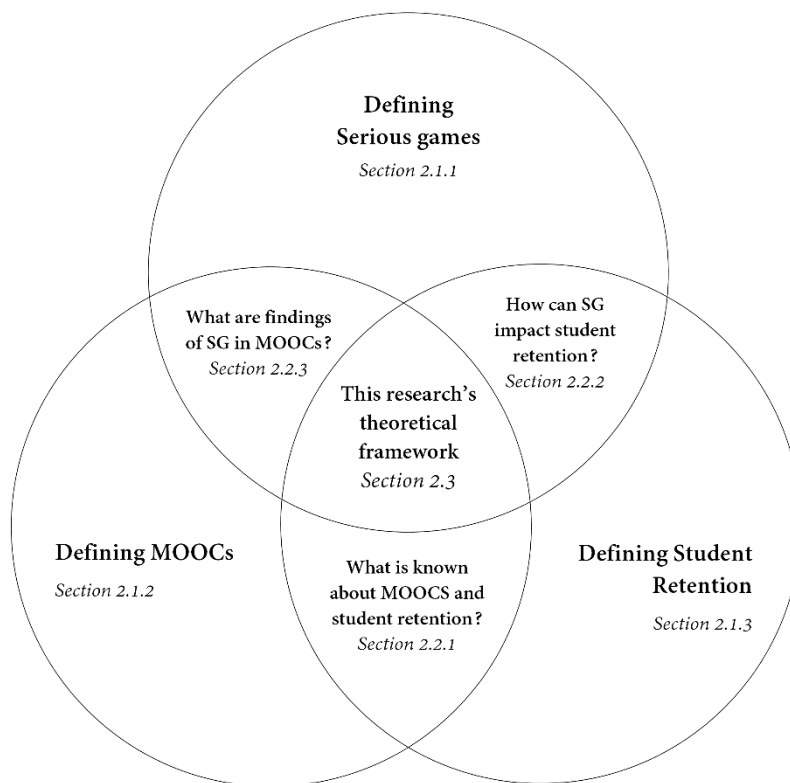 Defining
Serious games
Section 2.1.1
What are findings
of SG in MOOCs?
Section 2.2.3
How can SG
impact student
retention?
Section 2.2.2
This research's
theoretical
framework
Section 2.3
Defining MOOCs
Section 2.1.2
What is known
about MOOCS and
student retention?
Section 2.2.1
Defining Student
Retention
Section 2.1.3